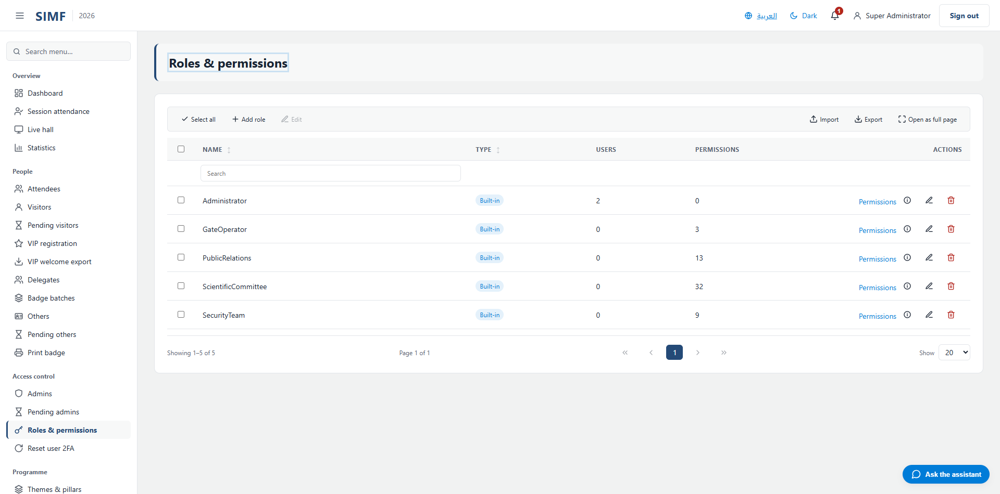 SIMF 2026
العربية
Dark
1
Super Administrator
Sign out
Search menu...
Overview
Dashboard
Session attendance
Live hall
Statistics
People
Attendees
Visitors
Pending visitors
VIP registration
VIP welcome export
Delegates
Badge batches
Others
Pending others
Print badge
Access control
Admins
Pending admins
Roles & permissions
Reset user 2FA
Programme
Themes & pillars
Roles & permissions
Select all Add role Edit Import Export Open as full page
NAME TYPE USERS PERMISSIONS ACTIONS
Search
Administrator Built-in 2 0 Permissions
GateOperator Built-in 0 3 Permissions
PublicRelations Built-in 0 13 Permissions
ScientificCommittee Built-in 0 32 Permissions
SecurityTeam Built-in 0 9 Permissions
Showing 1–5 of 5 Page 1 of 1 « ‹ 1 › » Show 20
Ask the assistant